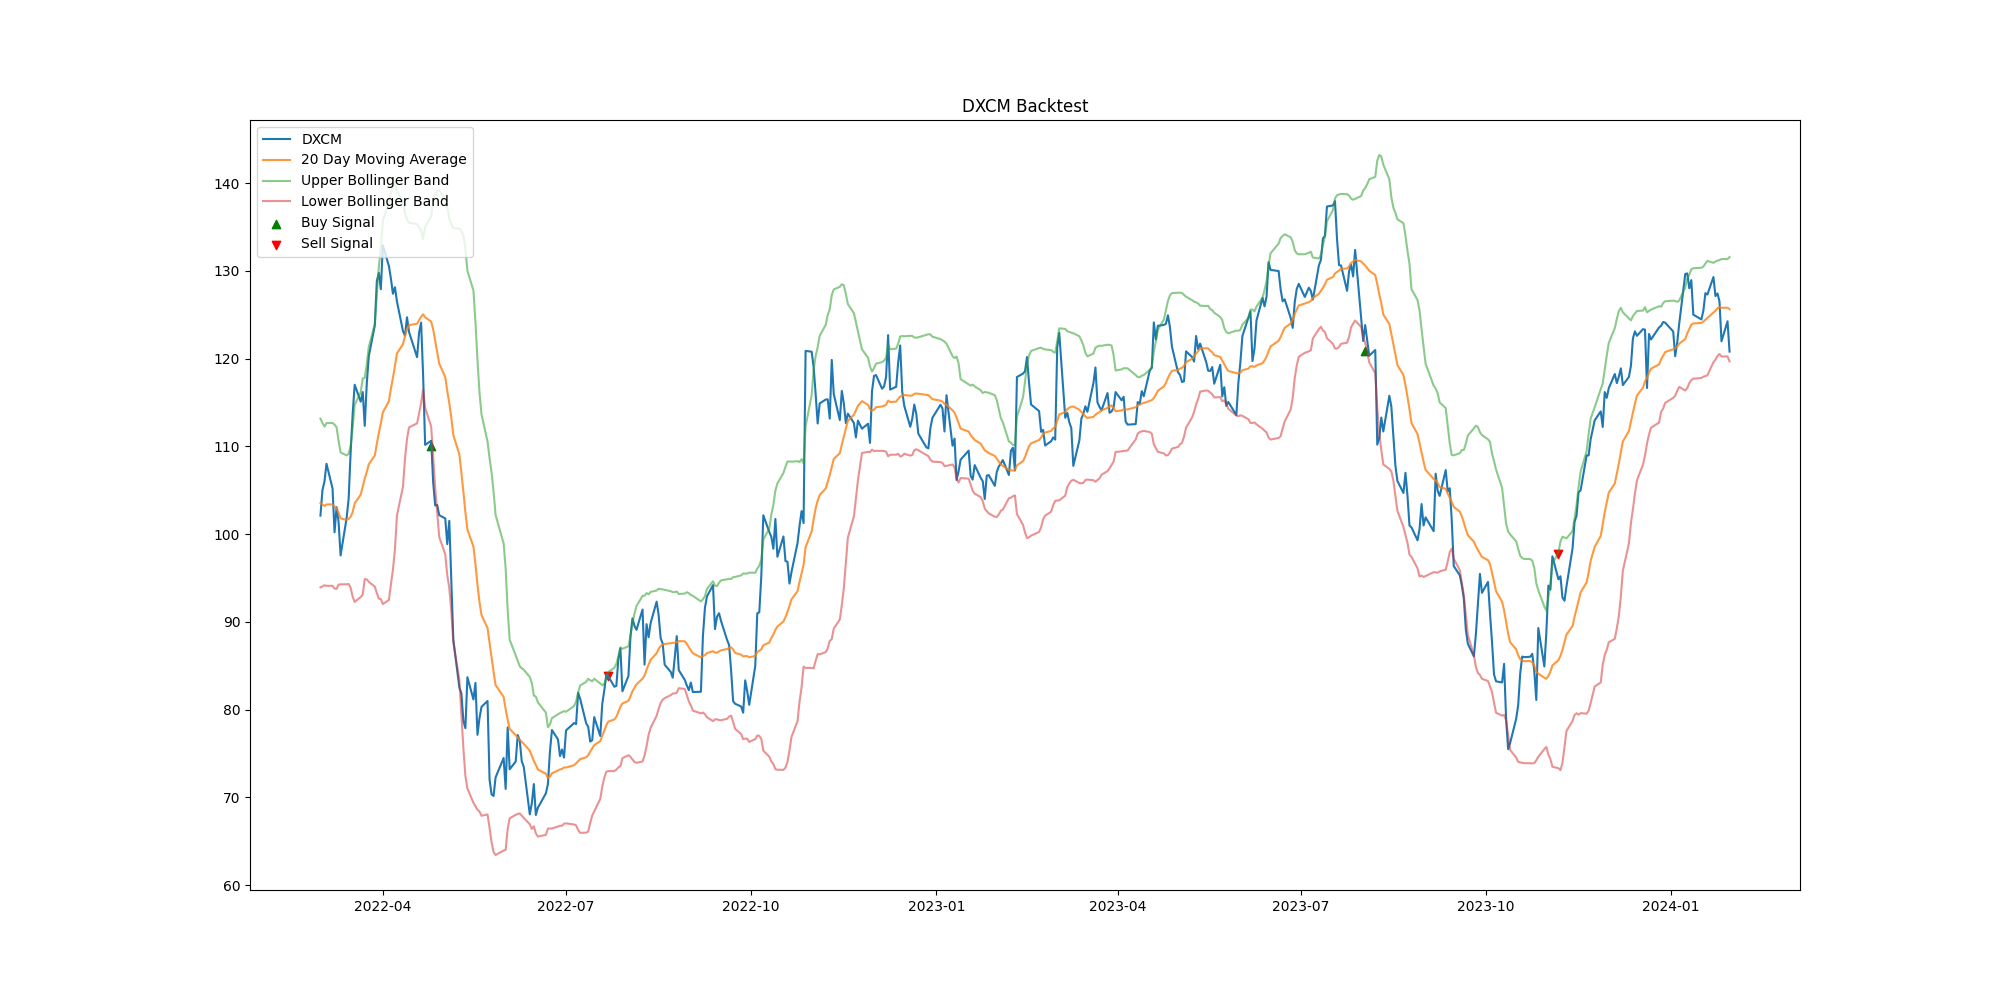 DXCM Backtest
DXCM
20 Day Moving Average
Upper Bollinger Band
Lower Bollinger Band
Buy Signal
Sell Signal
140
130
120
110
100
90
80
70
60
2022-04
2022-07
2022-10
2023-01
2023-04
2023-07
2023-10
2024-01